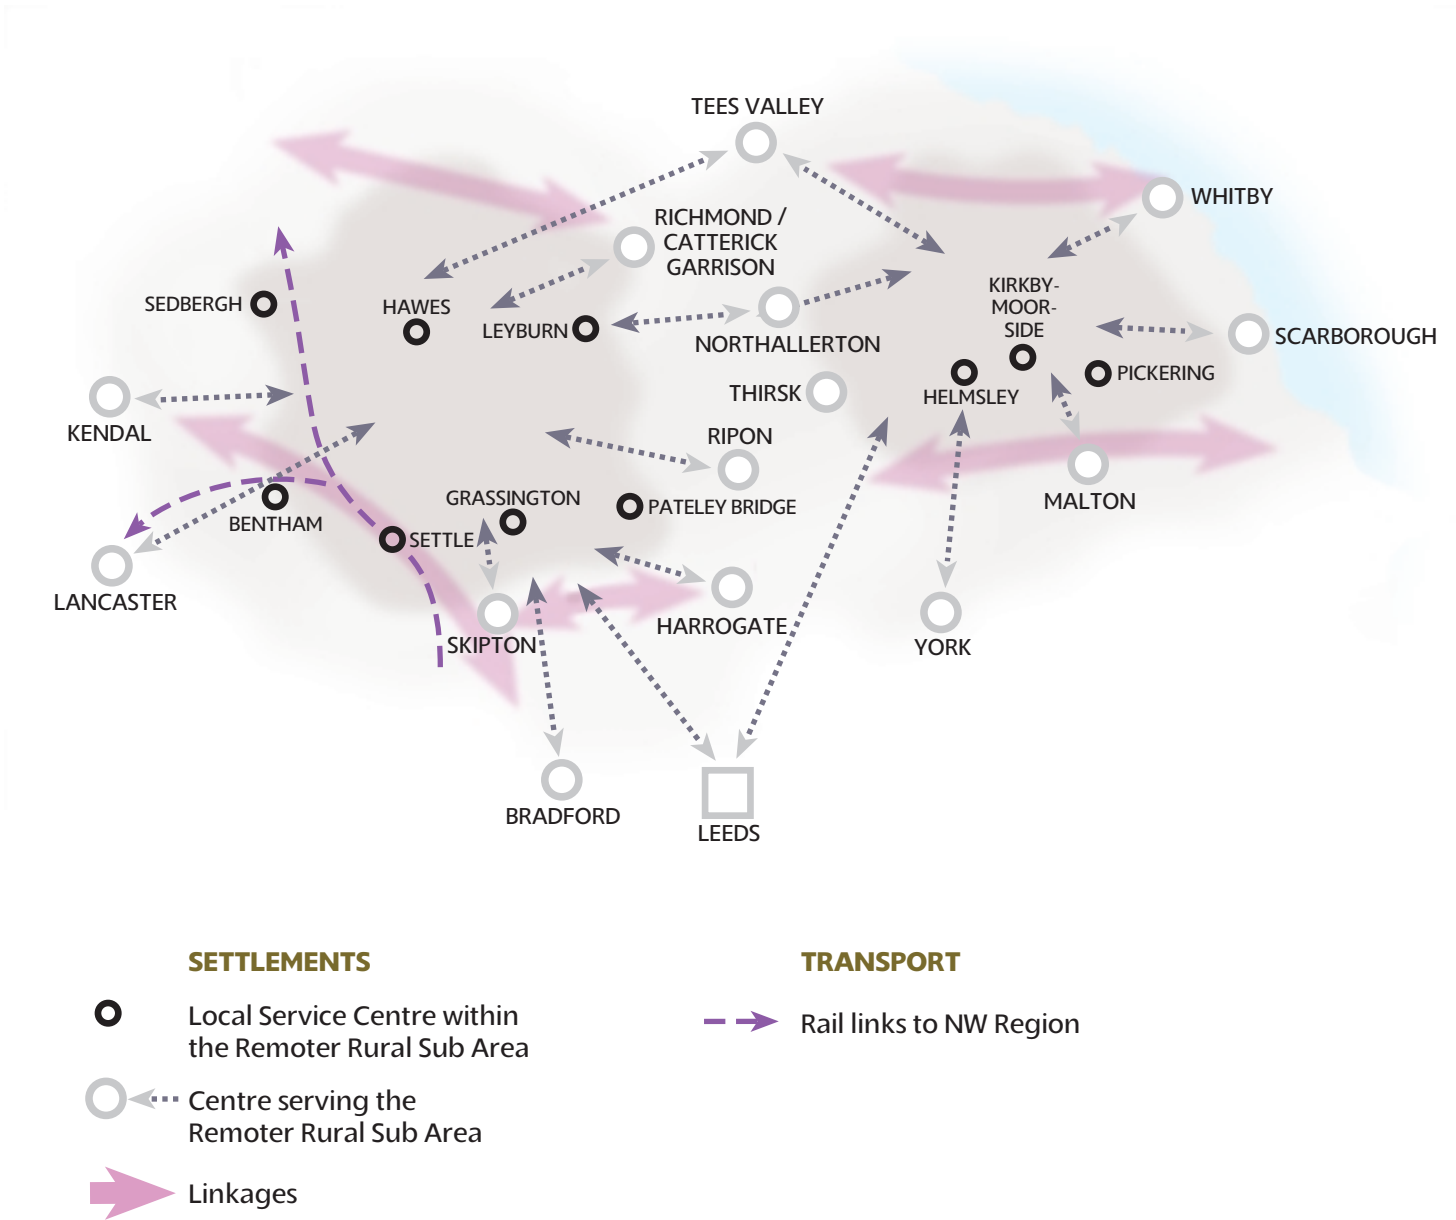 TEES VALLEY
WHITBY
RICHMOND /
CATTERICK
GARRISON
SEDBERGH
HAWES
LEYBURN
NORTHALLERTON
KIRKBY-
MOOR-
SIDE
SCARBOROUGH
THIRSK
HELMSLEY
PICKERING
KENDAL
RIPON
GRASSINGTON
PATELEY BRIDGE
MALTON
BENTHAM
SETTLE
LANCASTER
HARROGATE
SKIPTON
YORK
BRADFORD
LEEDS
SETTLEMENTS
Local Service Centre within
the Remoter Rural Sub Area
Centre serving the
Remoter Rural Sub Area
Linkages
TRANSPORT
Rail links to NW Region